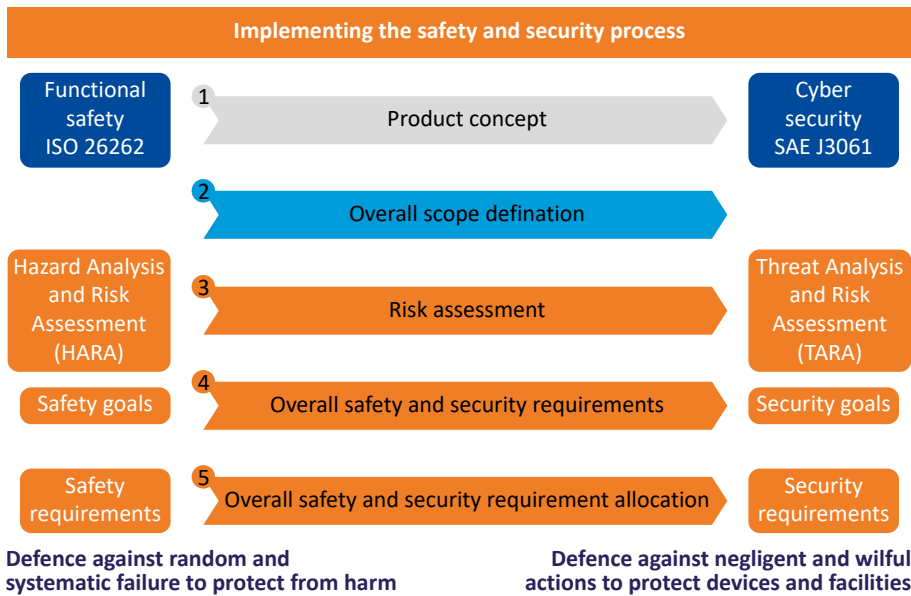 Implementing the safety and security process
Functional
safety
ISO 26262
1
Product concept
Cyber
security
SAE J3061
2
Overall scope defination
Hazard Analysis
and Risk
Assessment
(HARA)
3
Risk assessment
Threat Analysis
and Risk
Assessment
(TARA)
Safety goals
4
Overall safety and security requirements
Security goals
Safety
requirements
5
Overall safety and security requirement allocation
Security
requirements
Defence against random and
systematic failure to protect from harm
Defence against negligent and wilful
actions to protect devices and facilities